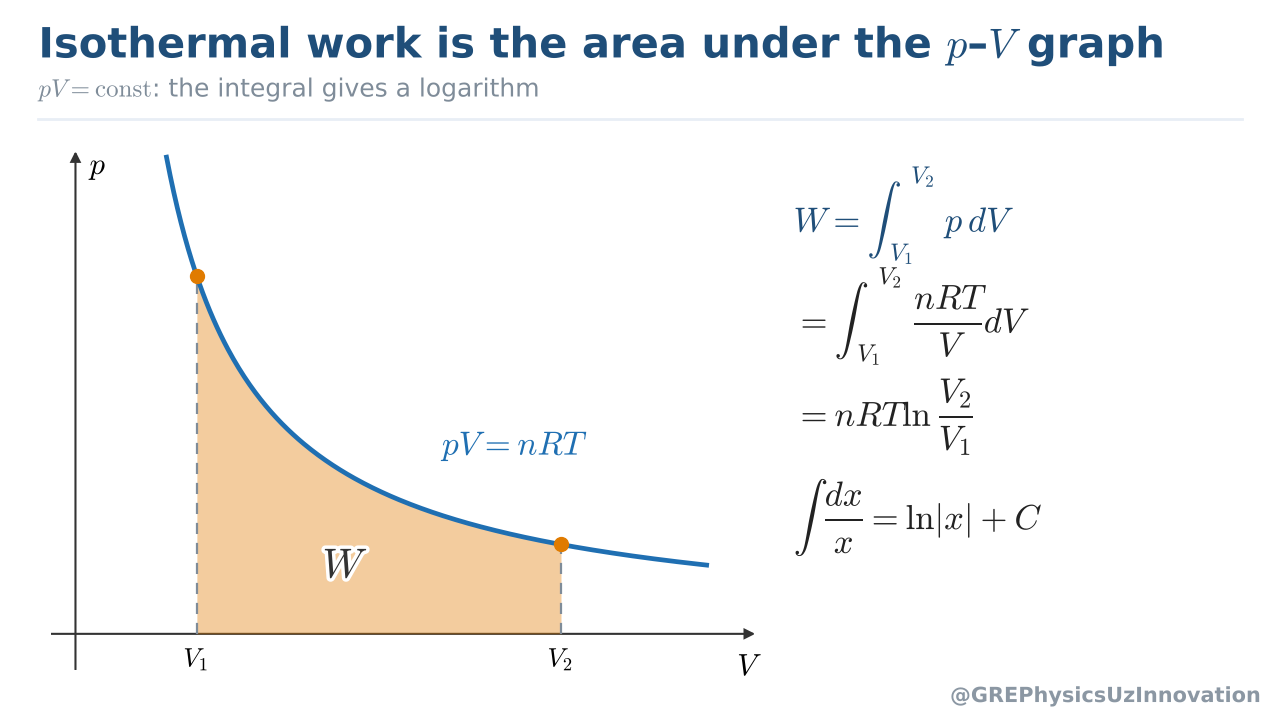 Isothermal work is the area under the p–V graph
pV = const: the integral gives a logarithm
p
pV = nRT
W
V₁
V₂
V
W = ∫_{V₁}^{V₂} p dV
= ∫_{V₁}^{V₂} nRT/V dV
= nRT ln V₂/V₁
∫ dx/x = ln|x| + C
@GREPhysicsUzInnovation